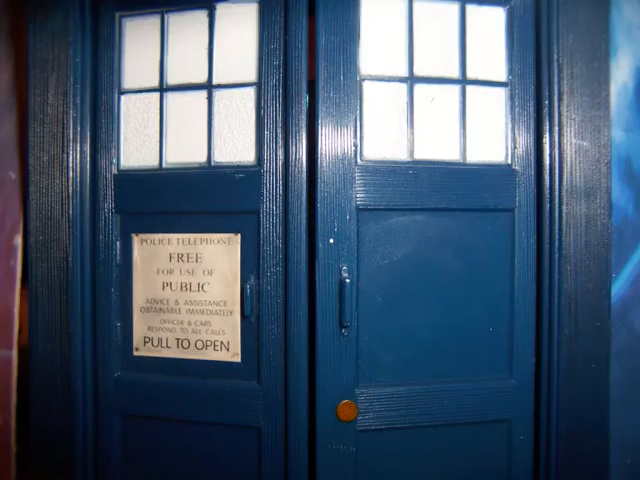 POLICE TELEPHONE
FREE
FOR USE OF
PUBLIC
ADVICE & ASSISTANCE
OBTAINABLE IMMEDIATELY
OFFICER & CARS
RESPOND TO ALL CALLS
PULL TO OPEN